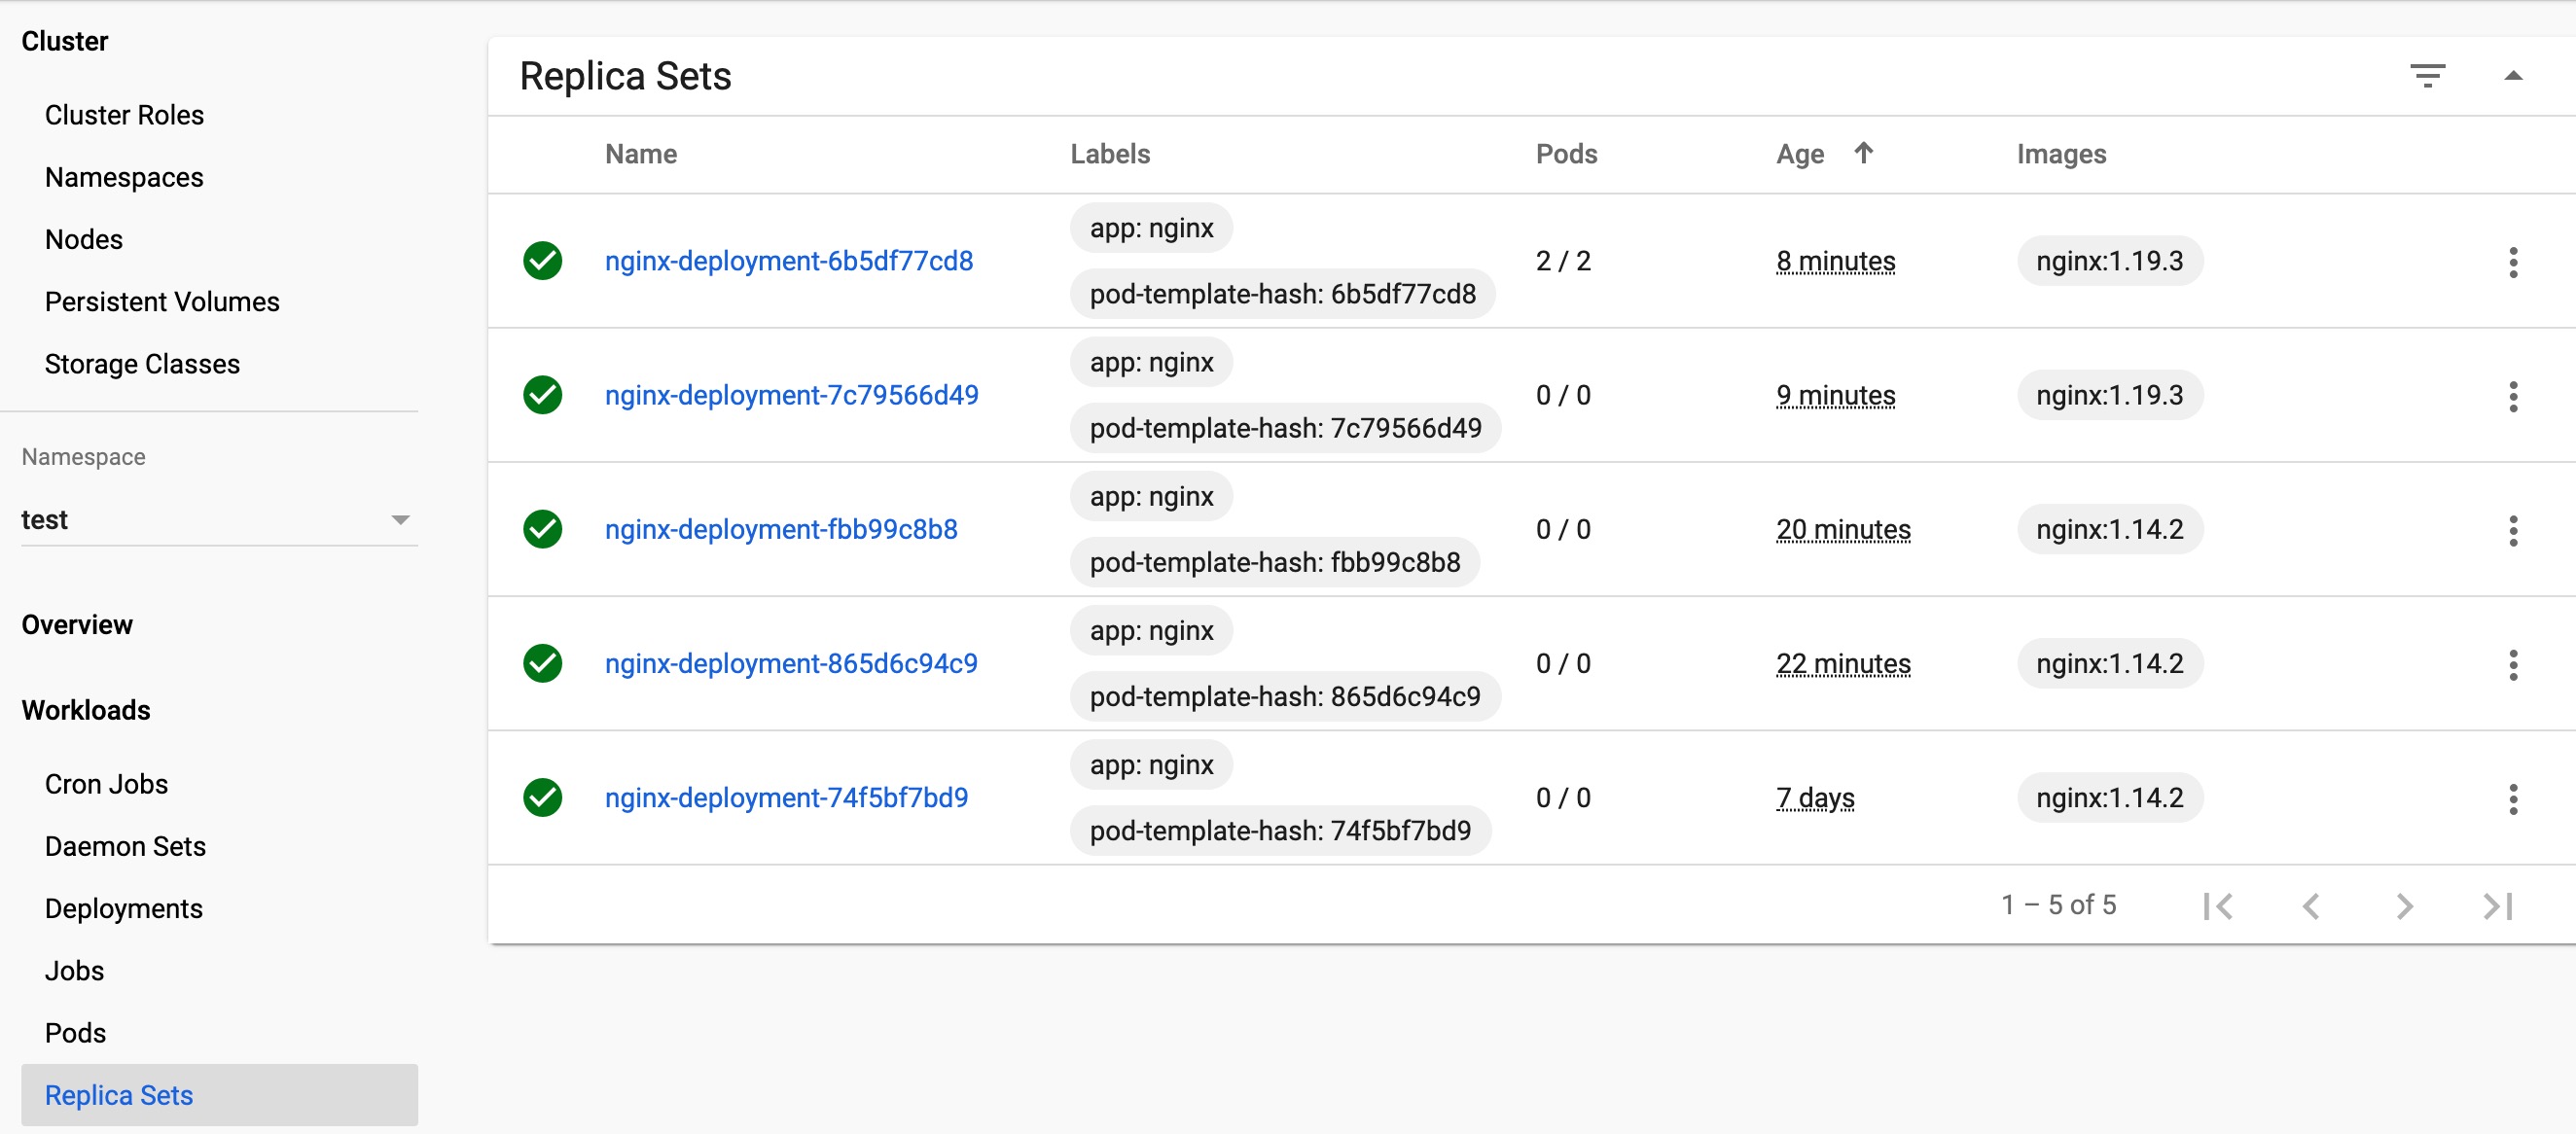 Cluster
Cluster Roles
Namespaces
Nodes
Persistent Volumes
Storage Classes
Namespace
test
Overview
Workloads
Cron Jobs
Daemon Sets
Deployments
Jobs
Pods
Replica Sets
Replica Sets
Name Labels Pods Age Images
app: nginx
nginx-deployment-6b5df77cd8 2 / 2 8 minutes nginx:1.19.3
pod-template-hash: 6b5df77cd8
app: nginx
nginx-deployment-7c79566d49 0 / 0 9 minutes nginx:1.19.3
pod-template-hash: 7c79566d49
app: nginx
nginx-deployment-fbb99c8b8 0 / 0 20 minutes nginx:1.14.2
pod-template-hash: fbb99c8b8
app: nginx
nginx-deployment-865d6c94c9 0 / 0 22 minutes nginx:1.14.2
pod-template-hash: 865d6c94c9
app: nginx
nginx-deployment-74f5bf7bd9 0 / 0 7 days nginx:1.14.2
pod-template-hash: 74f5bf7bd9
1 – 5 of 5